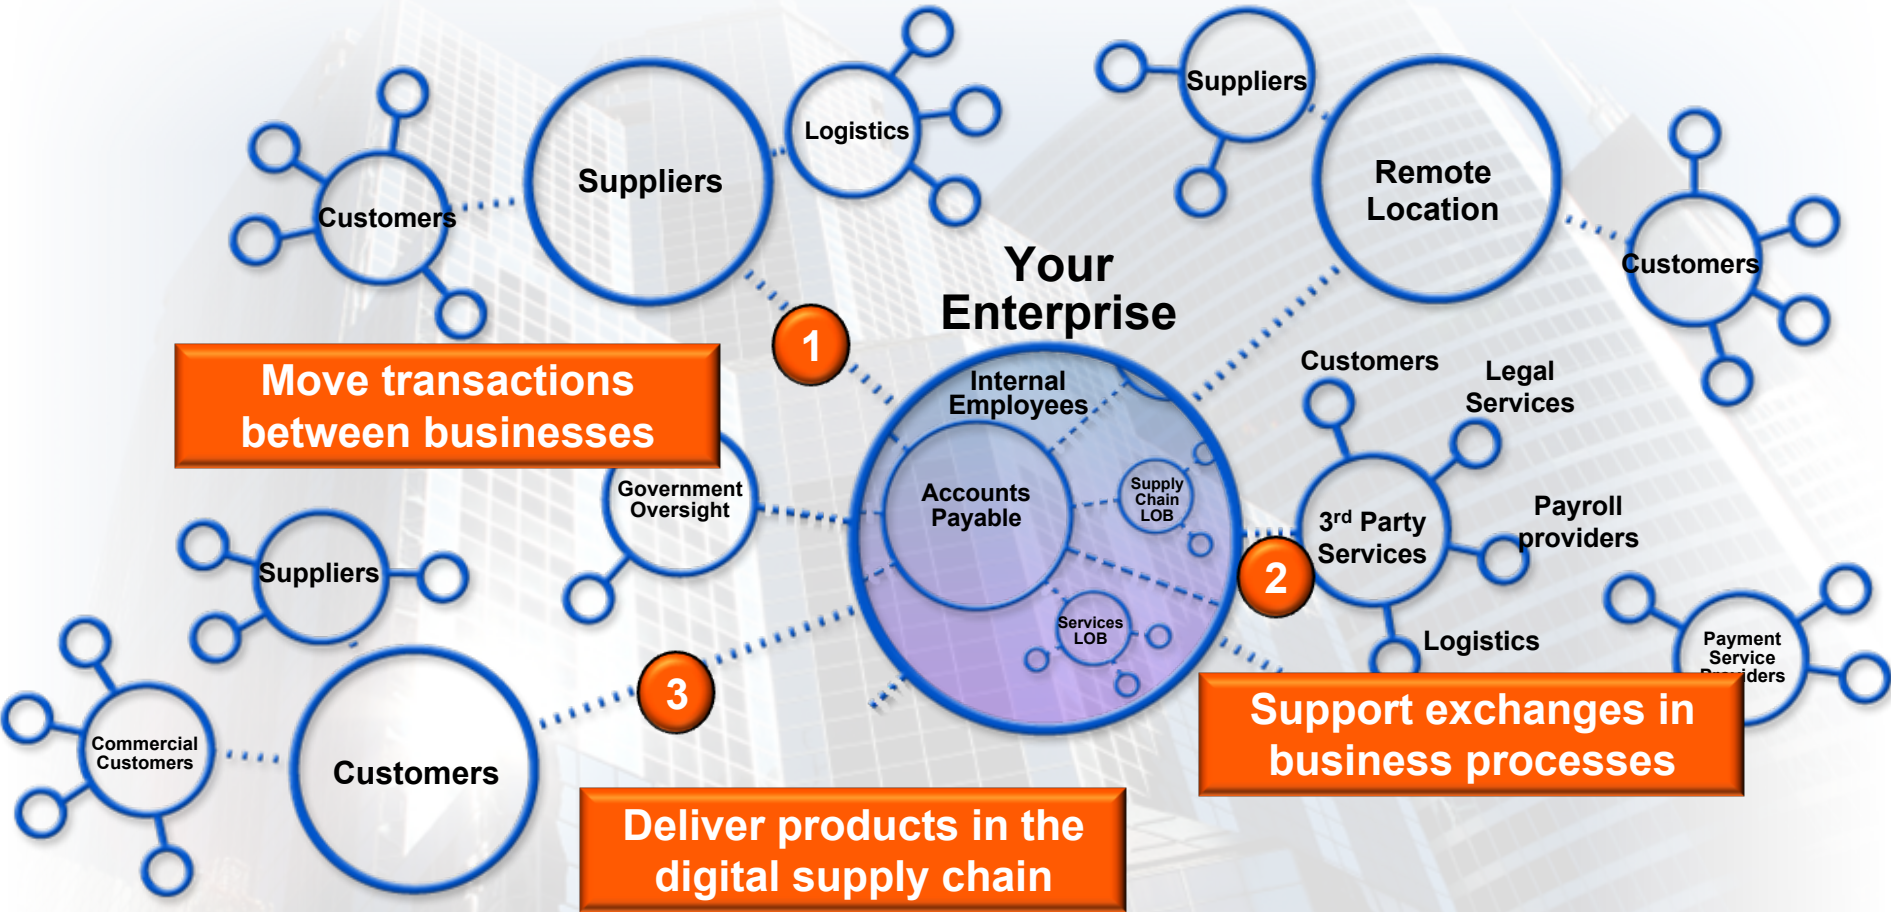 Suppliers
Logistics
Suppliers
Customers
Remote
Location
Customers
Your
Enterprise
1
Move transactions
between businesses
Internal
Employees
Customers
Legal
Services
Government
Oversight
Accounts
Payable
Supply
Chain
LOB
3rd Party
Services
Payroll
providers
2
Suppliers
Services
LOB
Logistics
Payment
Service
Providers
3
Support exchanges in
business processes
Commercial
Customers
Customers
Deliver products in the
digital supply chain